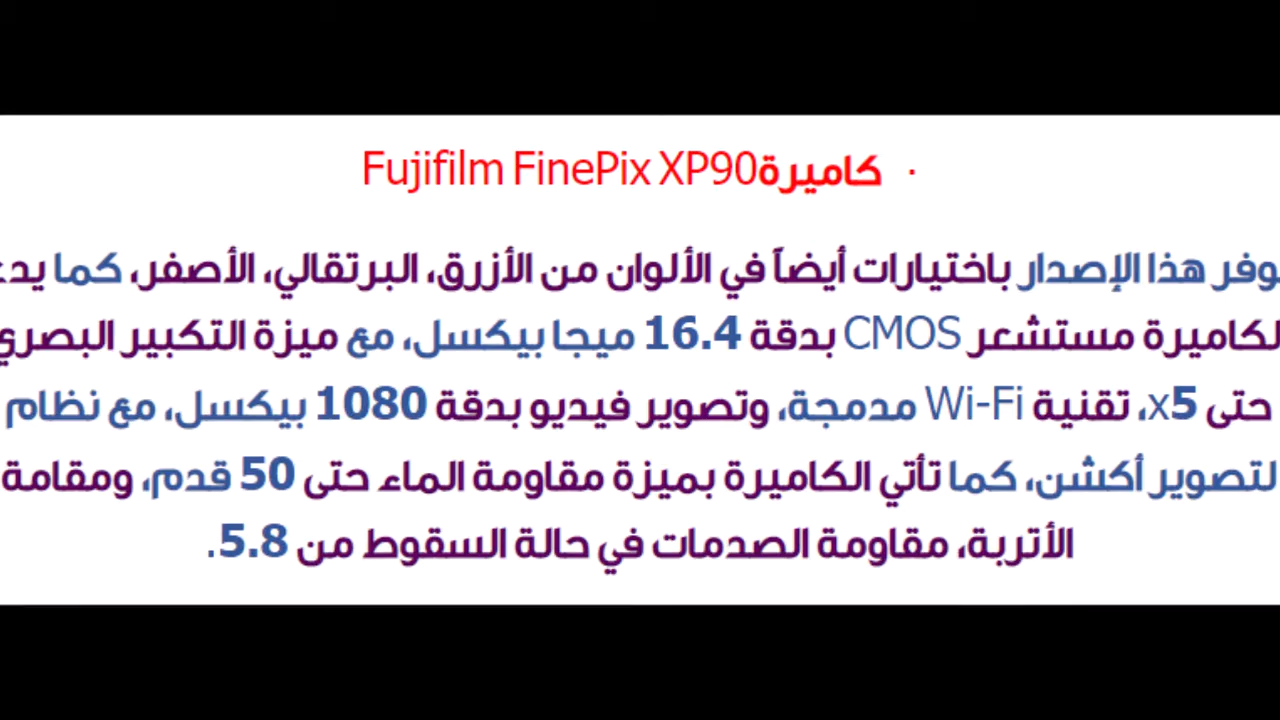 · كاميرةFujifilm FinePix XP90
وفر هذا الإصدار باختيارات أيضاً في الألوان من الأزرق، البرتقالي، الأصفر، كما يدع
لكاميرة مستشعر CMOS بدقة 16.4 ميجا بيكسل، مع ميزة التكبير البصري
حتى x5، تقنية Wi-Fi مدمجة، وتصوير فيديو بدقة 1080 بيكسل، مع نظام
لتصوير أكشن، كما تأتي الكاميرة بميزة مقاومة الماء حتى 50 قدم، ومقامة
الأتربة، مقاومة الصدمات في حالة السقوط من 5.8.